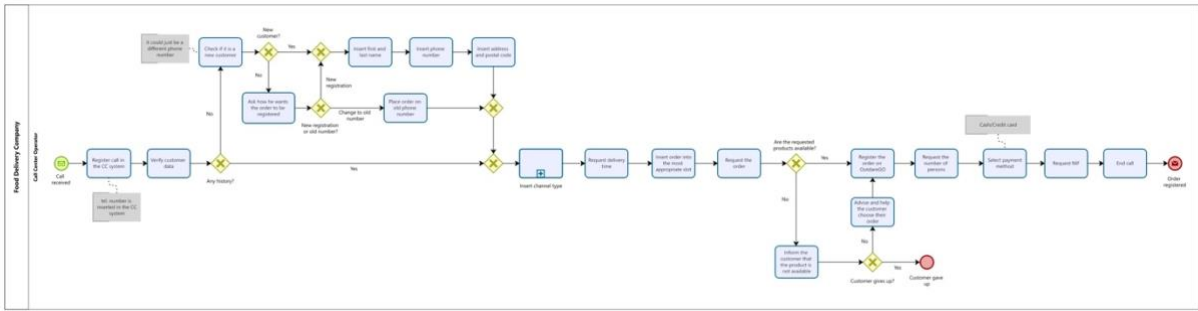 Food Delivery Company
Call Center Operator
Call
received
Register call in
the CC system
tel. number is
inserted in the CC
system
Verify customer
data
Any history?
No
Yes
It could just be a
different phone
number
Check if it is a
new customer
New
customer?
Yes
No
Ask how he wants
the order to be
registered
New registration
or old number?
New
registration
Change to old
number
Insert first and
last name
Insert phone
number
Insert address
and postal code
Place order on
old phone
number
Insert channel type
Request delivery
time
Insert order into
the most
appropriate slot
Request the
order
Are the requested
products available?
Yes
No
Inform the
customer that
the product is
not available
Customer gives up?
Yes
No
Customer gave
up
Advise and help
the customer
choose their
order
Register the
order on
Request the
number of
persons
Cash/Credit card
Select payment
method
Request NIF
End call
Order
registered